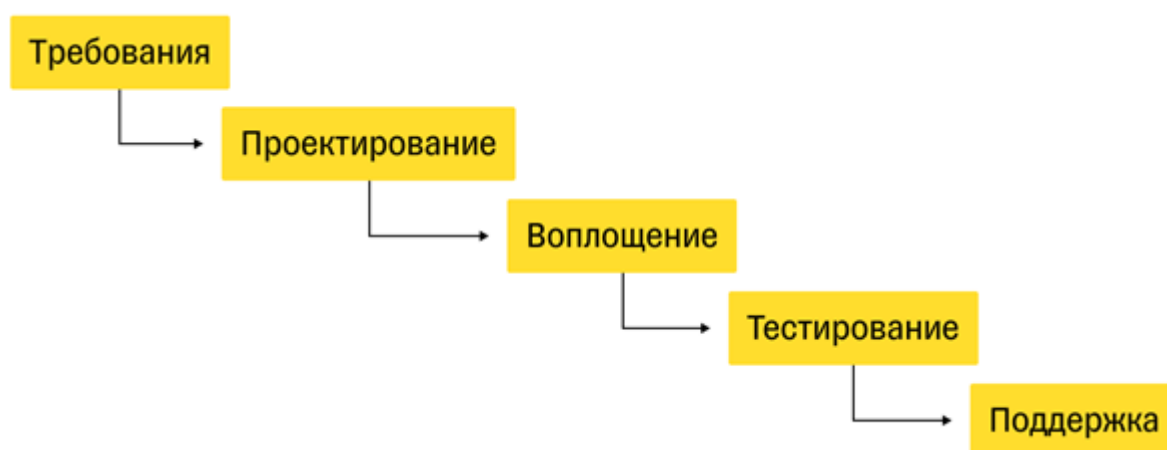 Требования
Проектирование
Воплощение
Тестирование
Поддержка